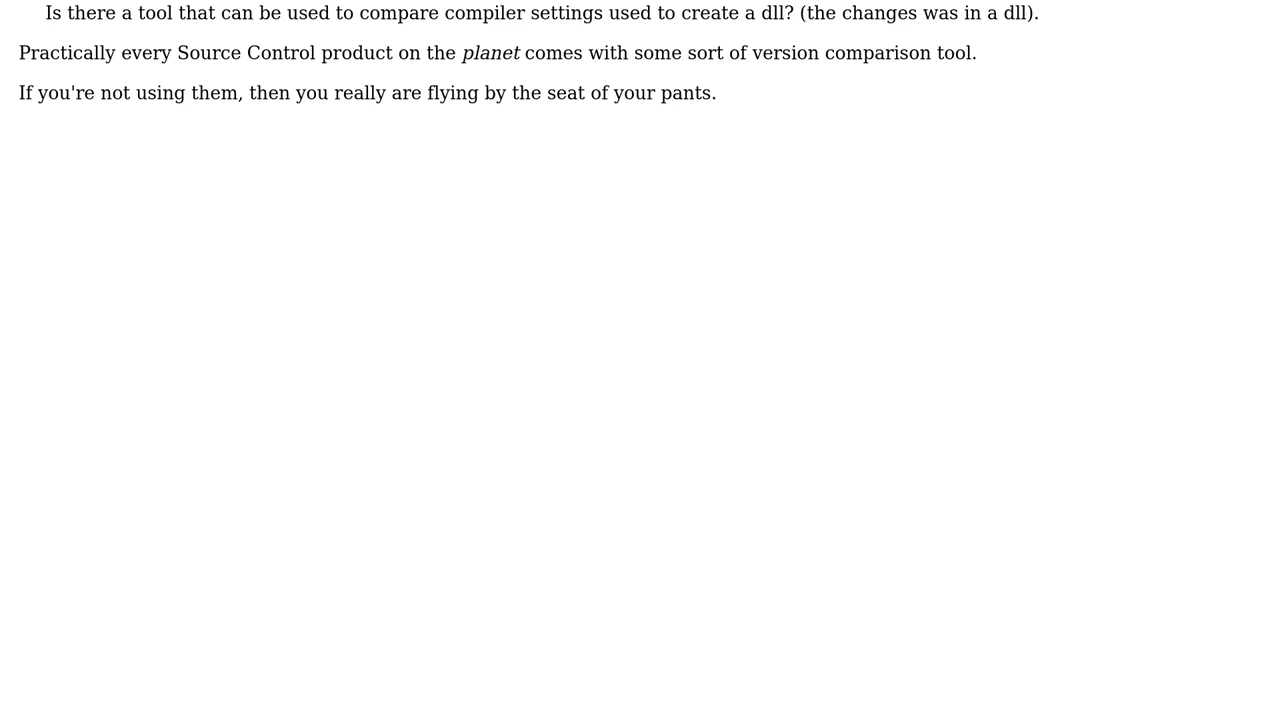 Is there a tool that can be used to compare compiler settings used to create a dll? (the changes was in a dll).
Practically every Source Control product on the planet comes with some sort of version comparison tool.
If you're not using them, then you really are flying by the seat of your pants.